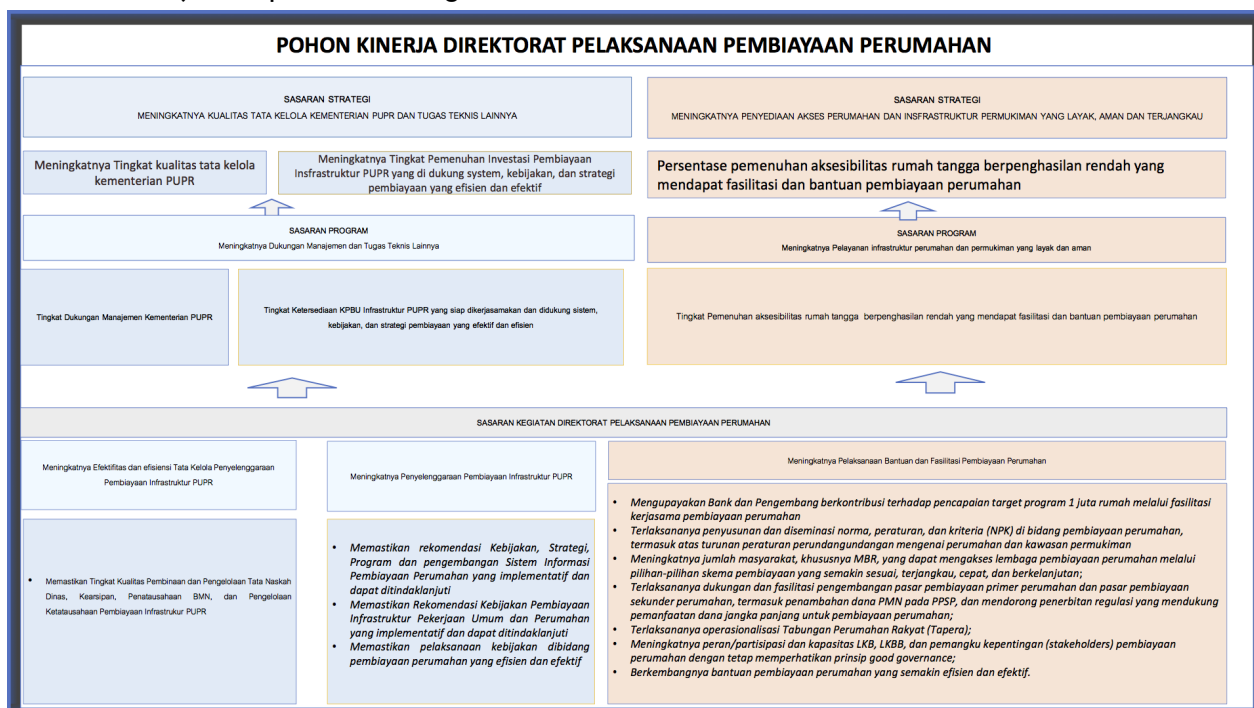 POHON KINERJA DIREKTORAT PELAKSANAAN PEMBIAYAAN PERUMAHAN
SASARAN STRATEGI
MENINGKATNYA KUALITAS TATA KELOLA KEMENTERIAN PUPR DAN TUGAS TEKNIS LAINNYA
SASARAN STRATEGI
MENINGKATNYA PENYEDIAAN AKSES PERUMAHAN DAN INSFRASTRUKTUR PERMUKIMAN YANG LAYAK, AMAN DAN TERJANGKAU
Meningkatnya Tingkat kualitas tata kelola
kementerian PUPR
Meningkatnya Tingkat Pemenuhan Investasi Pembiayaan
Insfrastruktur PUPR yang di dukung system, kebijakan, dan strategi
pembiayaan yang efisien dan efektif
Persentase pemenuhan aksesibilitas rumah tangga berpenghasilan rendah yang
mendapat fasilitasi dan bantuan pembiayaan perumahan
SASARAN PROGRAM
Meningkatnya Dukungan Manajemen dan Tugas Teknis Lainnya
SASARAN PROGRAM
Meningkatnya Pelayanan infrastruktur perumahan dan permukiman yang layak dan aman
Tingkat Dukungan Manajemen Kementerian PUPR
Tingkat Ketersediaan KPBU Infrastruktur PUPR yang siap dikerjasamakan dan didukung sistem,
kebijakan, dan strategi pembiayaan yang efektif dan efisien
Tingkat Pemenuhan aksesibilitas rumah tangga berpenghasilan rendah yang mendapat fasilitasi dan bantuan pembiayaan perumahan
SASARAN KEGIATAN DIREKTORAT PELAKSANAAN PEMBIAYAAN PERUMAHAN
Meningkatnya Efektifitas dan efisiensi Tata Kelola Penyelenggaraan
Pembiayaan Infrastruktur PUPR
Meningkatnya Penyelenggaraan Pembiayaan Infrastruktur PUPR
Meningkatnya Pelaksanaan Bantuan dan Fasilitasi Pembiayaan Perumahan
• Memastikan Tingkat Kualitas Pembinaan dan Pengelolaan Tata Naskah
Dinas, Kearsipan, Penatausahaan BMN, dan Pengelolaan
Ketatausahaan Pembiayaan Infrastrukur PUPR
• Memastikan rekomendasi Kebijakan, Strategi,
Program dan pengembangan Sistem Informasi
Pembiayaan Perumahan yang implementatif dan
dapat ditindaklanjuti
• Memastikan Rekomendasi Kebijakan Pembiayaan
Infrastruktur Pekerjaan Umum dan Perumahan
yang implementatif dan dapat ditindaklanjuti
• Memastikan pelaksanaan kebijakan dibidang
pembiayaan perumahan yang efisien dan efektif
• Mengupayakan Bank dan Pengembang berkontribusi terhadap pencapaian target program 1 juta rumah melalui fasilitasi
kerjasama pembiayaan perumahan
• Terlaksananya penyusunan dan diseminasi norma, peraturan, dan kriteria (NPK) di bidang pembiayaan perumahan,
termasuk atas turunan peraturan perundangundangan mengenai perumahan dan kawasan permukiman
• Meningkatnya jumlah masyarakat, khususnya MBR, yang dapat mengakses lembaga pembiayaan perumahan melalui
pilihan-pilihan skema pembiayaan yang semakin sesuai, terjangkau, cepat, dan berkelanjutan;
• Terlaksananya dukungan dan fasilitasi pengembangan pasar pembiayaan primer perumahan dan pasar pembiayaan
sekunder perumahan, termasuk penambahan dana PMN pada PPSP, dan mendorong penerbitan regulasi yang mendukung
pemanfaatan dana jangka panjang untuk pembiayaan perumahan;
• Terlaksananya operasionalisasi Tabungan Perumahan Rakyat (Tapera);
• Meningkatnya peran/partisipasi dan kapasitas LKB, LKBB, dan pemangku kepentingan (stakeholders) pembiayaan
perumahan dengan tetap memperhatikan prinsip good governance;
• Berkembangnya bantuan pembiayaan perumahan yang semakin efisien dan efektif.